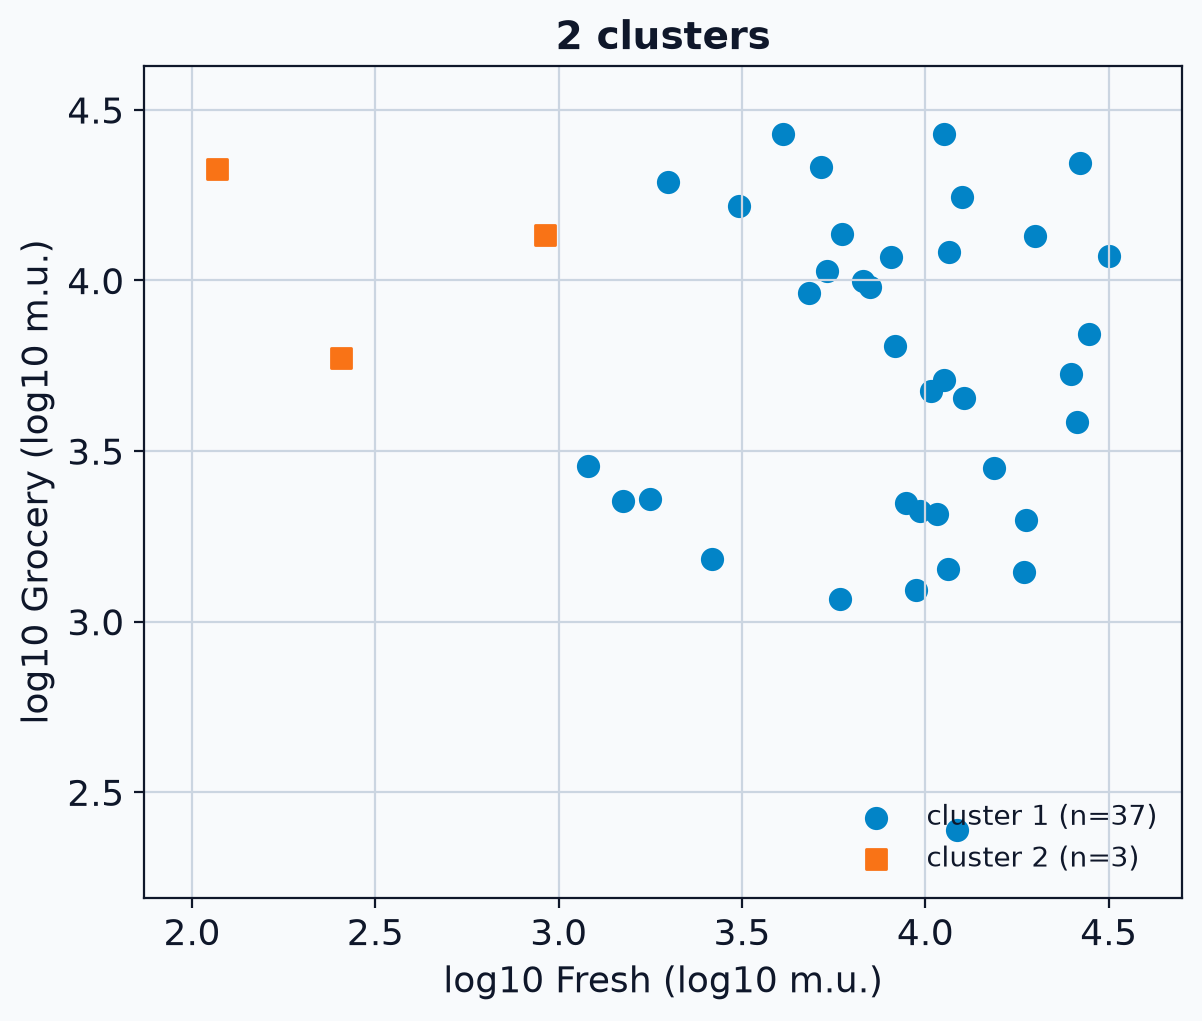 2 clusters
4.5
4.0
3.5
3.0
2.5
log10 Grocery (log10 m.u.)
cluster 1 (n=37)
cluster 2 (n=3)
2.0 2.5 3.0 3.5 4.0 4.5
log10 Fresh (log10 m.u.)